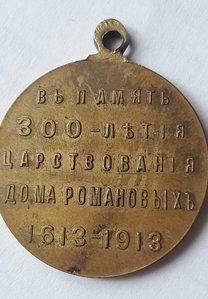 ВЪ ПАМЯТЬ
300-ЛѢТІЯ
ЦАРСТВОВАНІЯ
ДОМА РОМАНОВЫХЪ
1613-1913